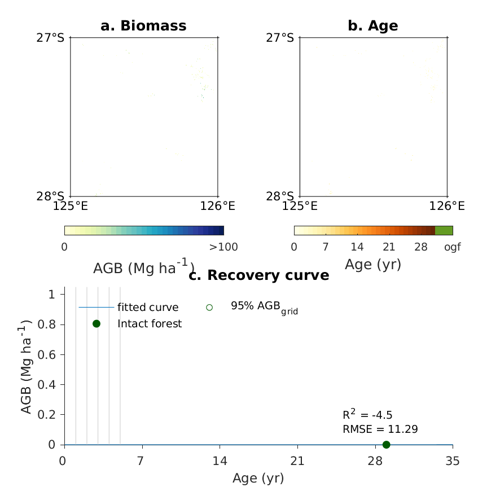 a. Biomass
b. Age
27°S
27°S
28°S
28°S
125°E
126°E
125°E
126°E
0
>100
AGB (Mg ha-1)
0
7
14
21
28
ogf
Age (yr)
c. Recovery curve
1
0.8
0.6
0.4
0.2
0
AGB (Mg ha-1)
fitted curve
Intact forest
95% AGBgrid
R2 = -4.5
RMSE = 11.29
0
7
14
21
28
35
Age (yr)